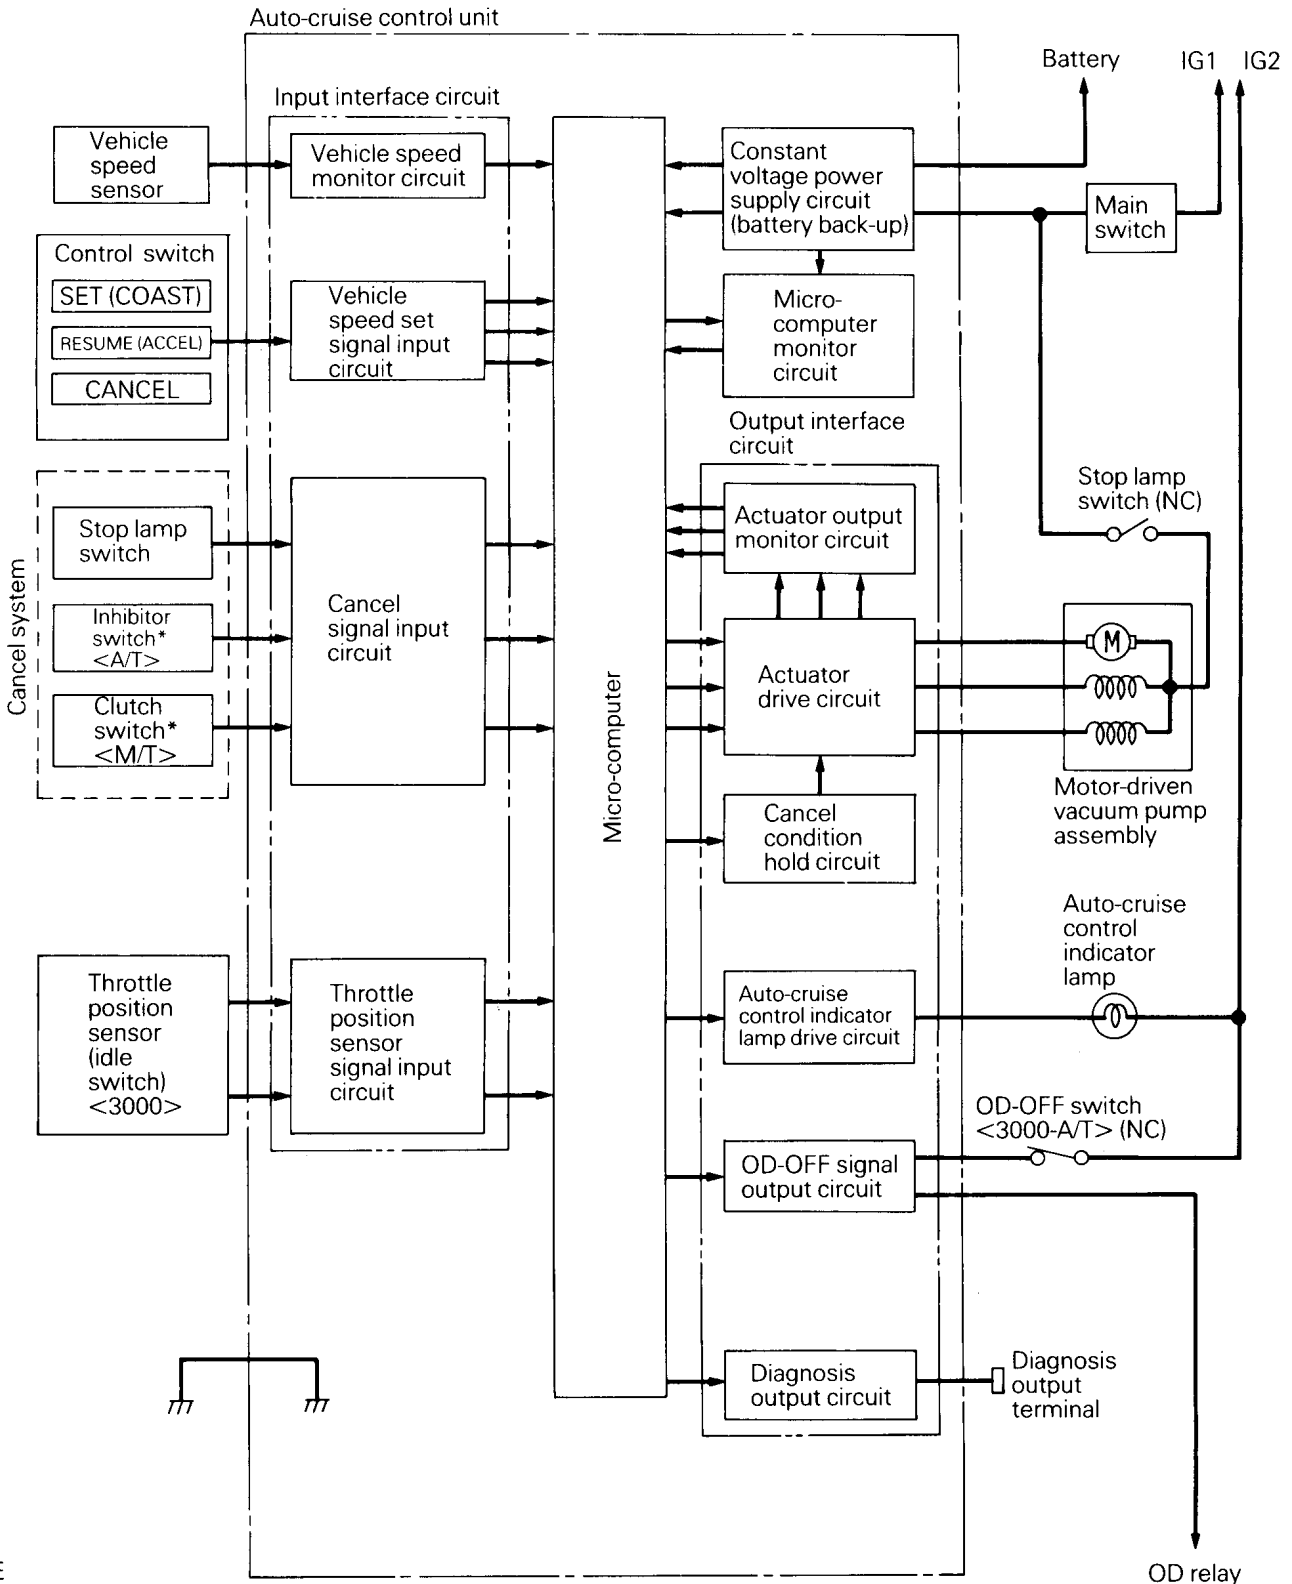 Auto-cruise control unit
Battery
IG1
IG2
Input interface circuit
Vehicle
speed
sensor
Vehicle speed
monitor circuit
Constant
voltage power
supply circuit
(battery back-up)
Main
switch
Control switch
SET (COAST)
RESUME (ACCEL)
CANCEL
Vehicle
speed set
signal input
circuit
Micro-
computer
monitor
circuit
Output interface
circuit
Stop lamp
switch (NC)
Cancel system
Stop lamp
switch
Inhibitor
switch*
<A/T>
Clutch
switch*
<M/T>
Cancel
signal input
circuit
Micro-computer
Actuator output
monitor circuit
Actuator
drive circuit
M
Motor-driven
vacuum pump
assembly
Cancel
condition
hold circuit
Auto-cruise
control
indicator
lamp
Throttle
position
sensor
(idle
switch)
<3000>
Throttle
position
sensor
signal input
circuit
Auto-cruise
control indicator
lamp drive circuit
OD-OFF switch
<3000-A/T> (NC)
OD-OFF signal
output circuit
Diagnosis
output circuit
Diagnosis
output
terminal
OD relay